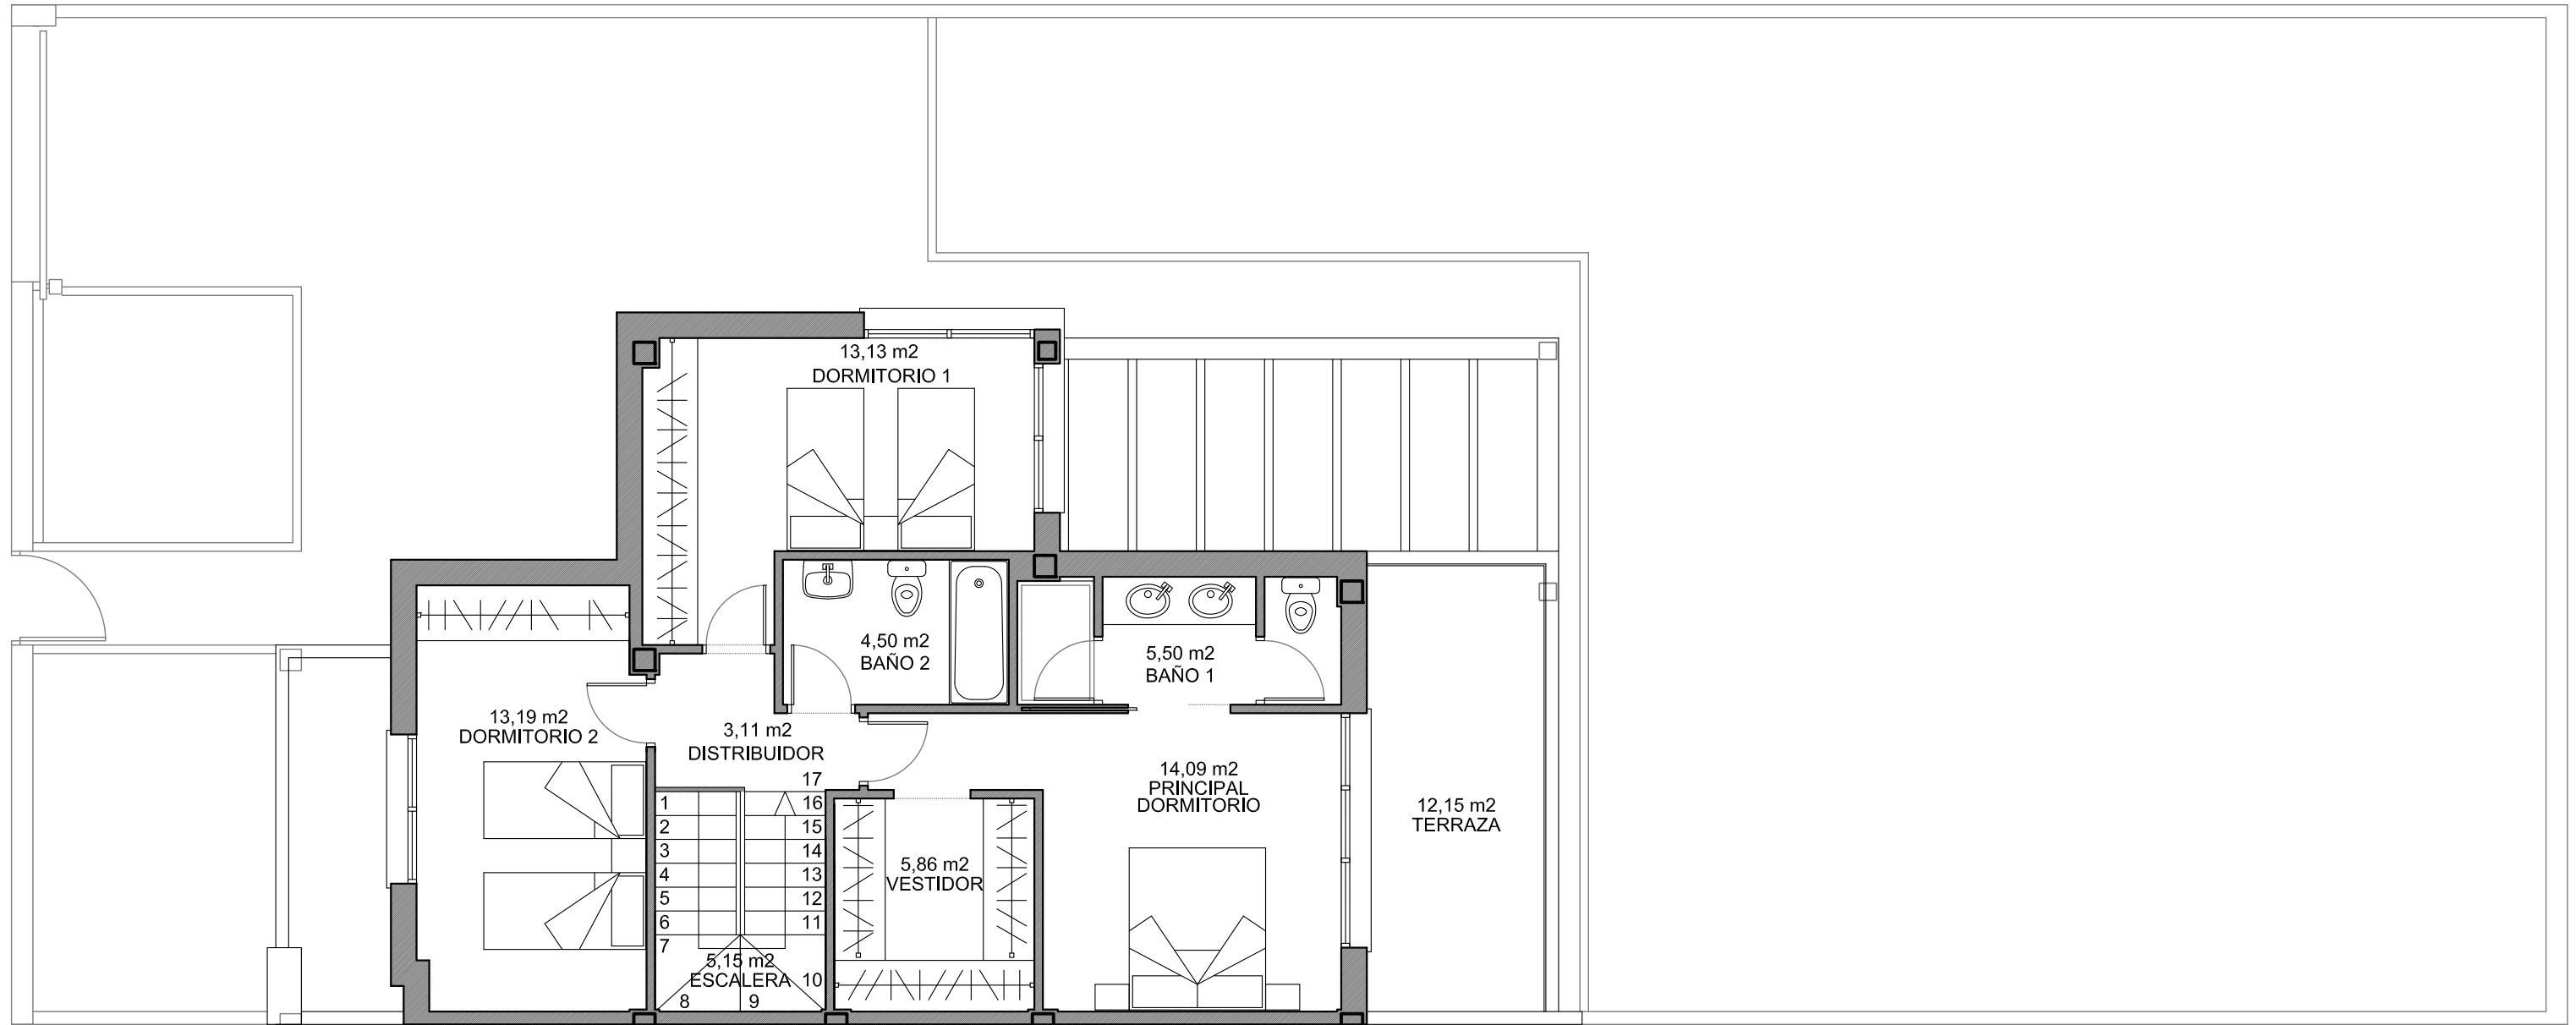 13,13 m2
DORMITORIO 1
4,50 m2
BAÑO 2
5,50 m2
BAÑO 1
13,19 m2
DORMITORIO 2
3,11 m2
DISTRIBUIDOR
14,09 m2
PRINCIPAL
DORMITORIO
12,15 m2
TERRAZA
5,86 m2
VESTIDOR
17
1
16
2
15
3
14
4
13
5
12
6
11
7
5,15 m2
ESCALERA
10
8
9